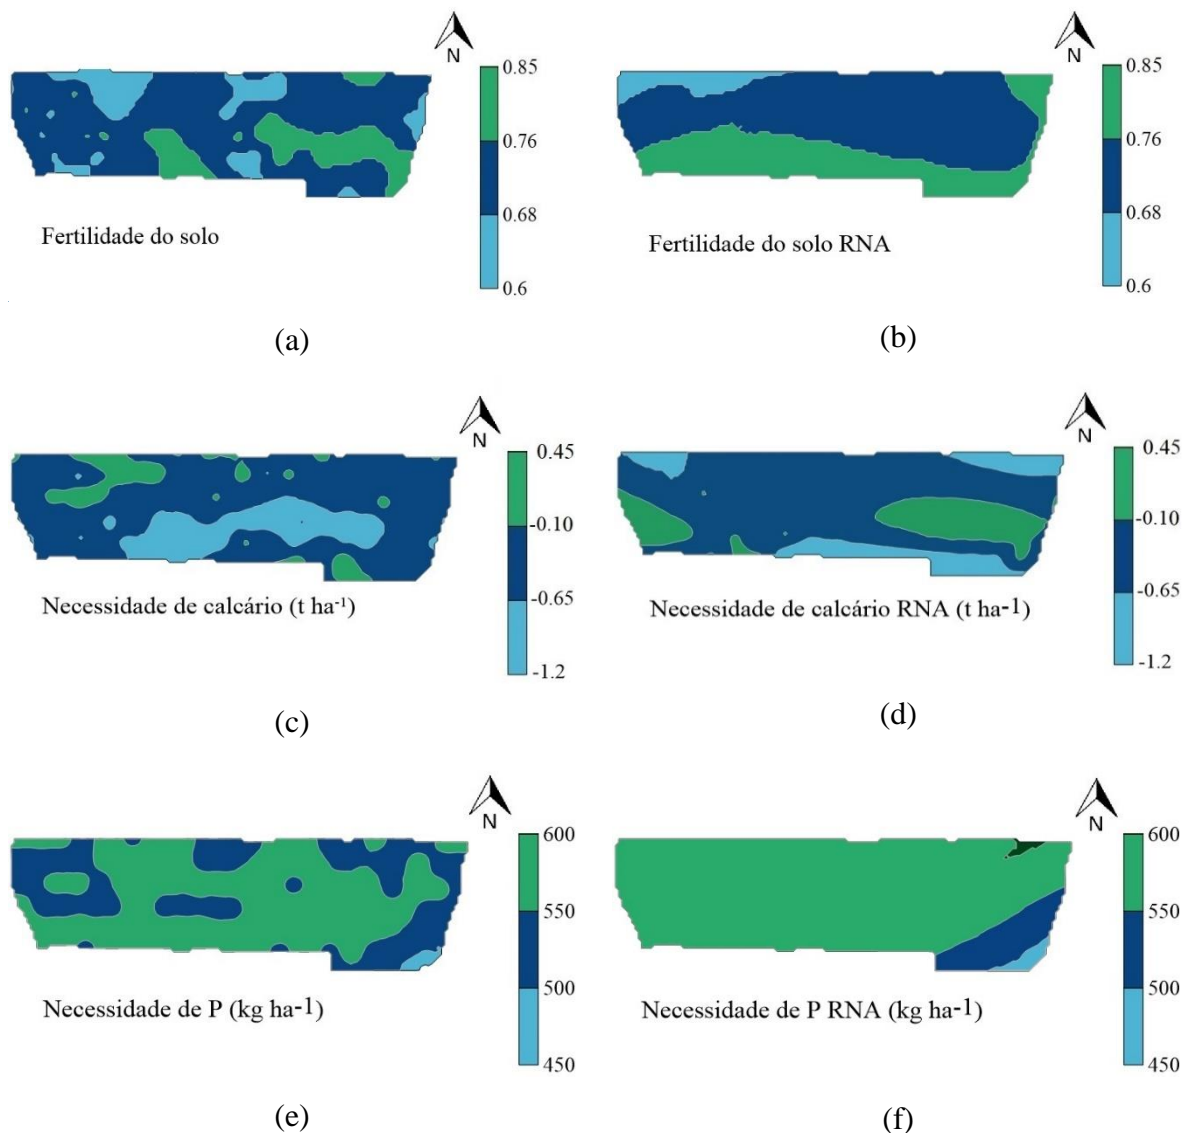 N
0.85
0.76
0.68
0.6
Fertilidade do solo
(a)
N
0.85
0.76
0.68
0.6
Fertilidade do solo RNA
(b)
N
0.45
-0.10
-0.65
-1.2
Necessidade de calcário (t ha⁻¹)
(c)
N
0.45
-0.10
-0.65
-1.2
Necessidade de calcário RNA (t ha-1)
(d)
N
600
550
500
450
Necessidade de P (kg ha-1)
(e)
N
600
550
500
450
Necessidade de P RNA (kg ha-1)
(f)